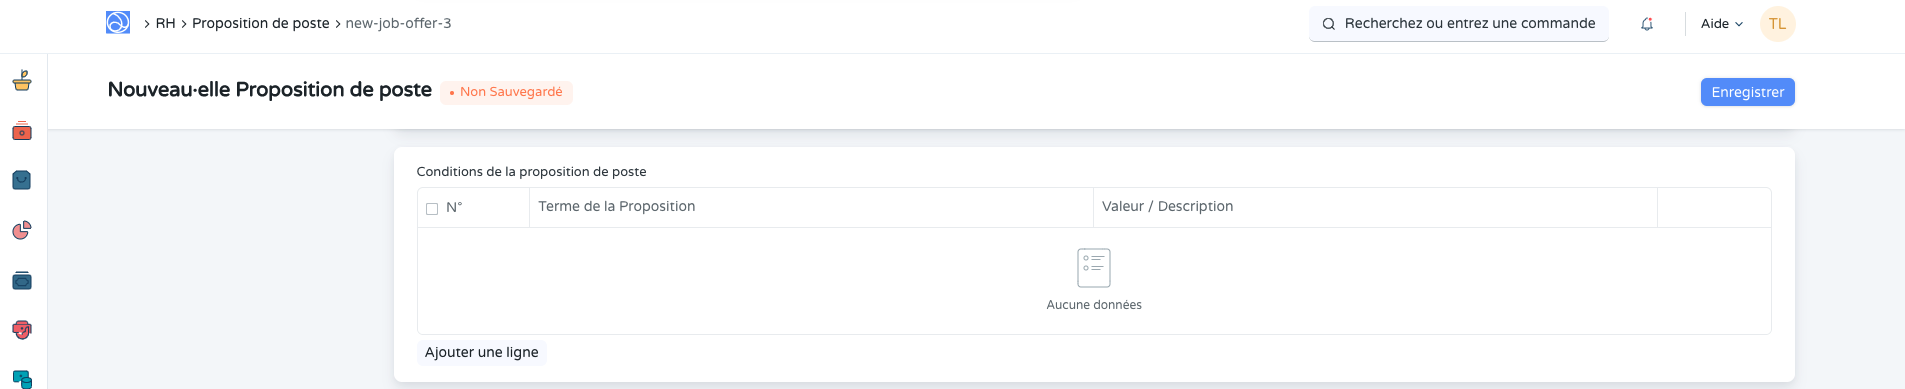 RH > Proposition de poste > new-job-offer-3
Recherchez ou entrez une commande
Aide
TL
Nouveau·elle Proposition de poste
• Non Sauvegardé
Enregistrer
Conditions de la proposition de poste
N° Terme de la Proposition Valeur / Description
Aucune données
Ajouter une ligne